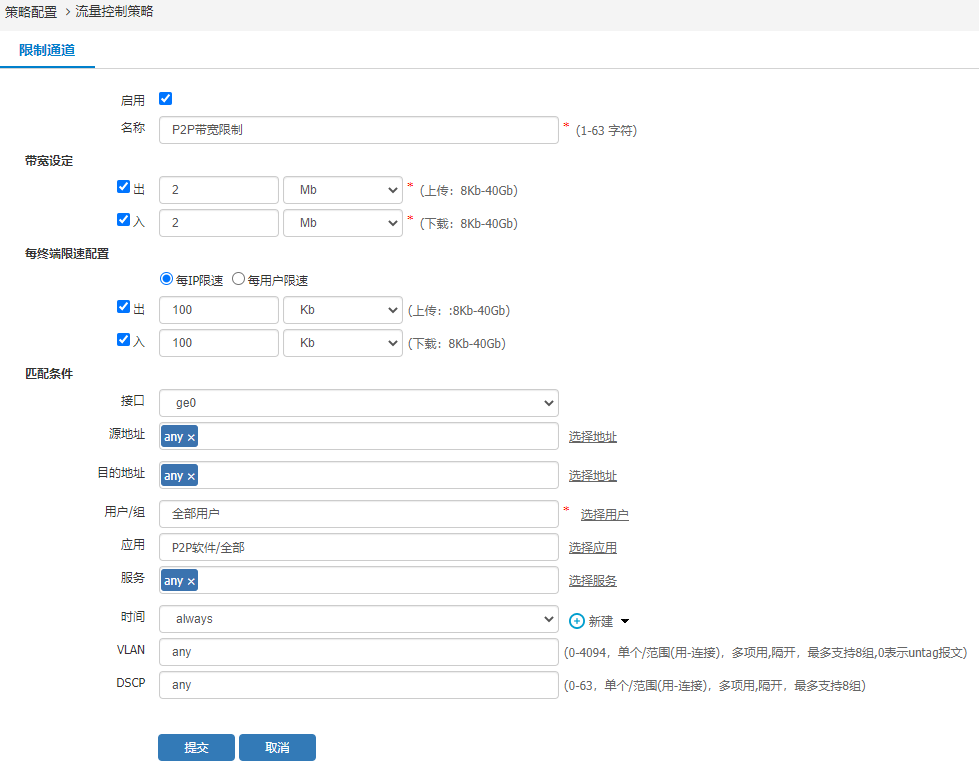 策略配置 > 流量控制策略
限制通道
启用
名称 P2P带宽限制 * (1-63 字符)
带宽设定
出 2 Mb * (上传：8Kb-40Gb)
入 2 Mb * (下载：8Kb-40Gb)
每终端限速配置
每IP限速 每用户限速
出 100 Kb (上传：:8Kb-40Gb)
入 100 Kb (下载：8Kb-40Gb)
匹配条件
接口 ge0
源地址 any × 选择地址
目的地址 any × 选择地址
用户/组 全部用户 * 选择用户
应用 P2P软件/全部 选择应用
服务 any × 选择服务
时间 always 新建
VLAN any (0-4094，单个/范围(用-连接)，多项用,隔开，最多支持8组,0表示untag报文)
DSCP any (0-63，单个/范围(用-连接)，多项用,隔开，最多支持8组)
提交 取消